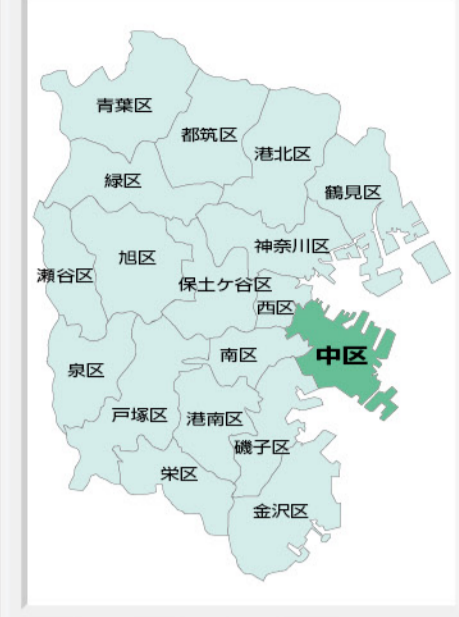 青葉区
都筑区
港北区
緑区
鶴見区
神奈川区
旭区
瀬谷区
保土ケ谷区
西区
中区
南区
泉区
戸塚区
港南区
磯子区
栄区
金沢区